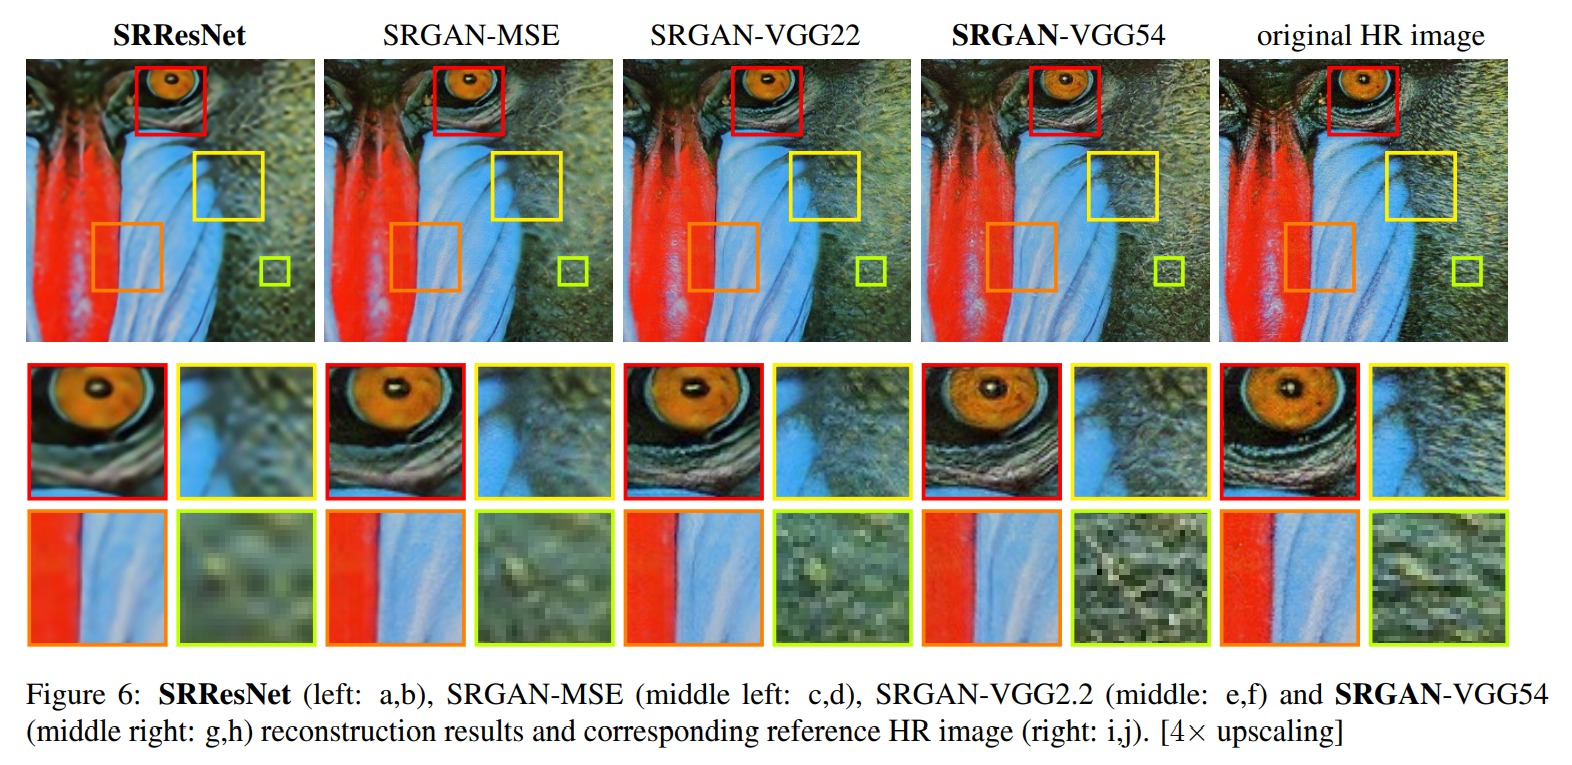 SRResNet SRGAN-MSE SRGAN-VGG22 SRGAN-VGG54 original HR image
Figure 6: SRResNet (left: a,b), SRGAN-MSE (middle left: c,d), SRGAN-VGG2.2 (middle: e,f) and SRGAN-VGG54
(middle right: g,h) reconstruction results and corresponding reference HR image (right: i,j). [4× upscaling]